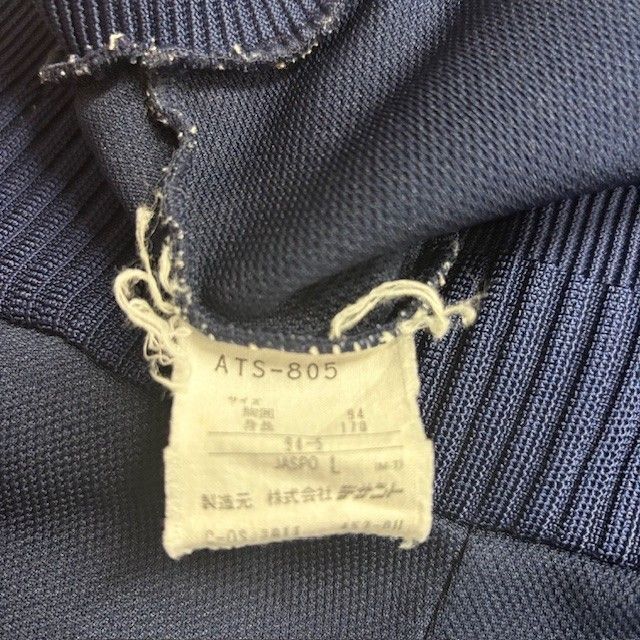 ATS-805
サイズ
胸囲 94
身長 170
94-5
JASPO L
製造元 株式会社デサント